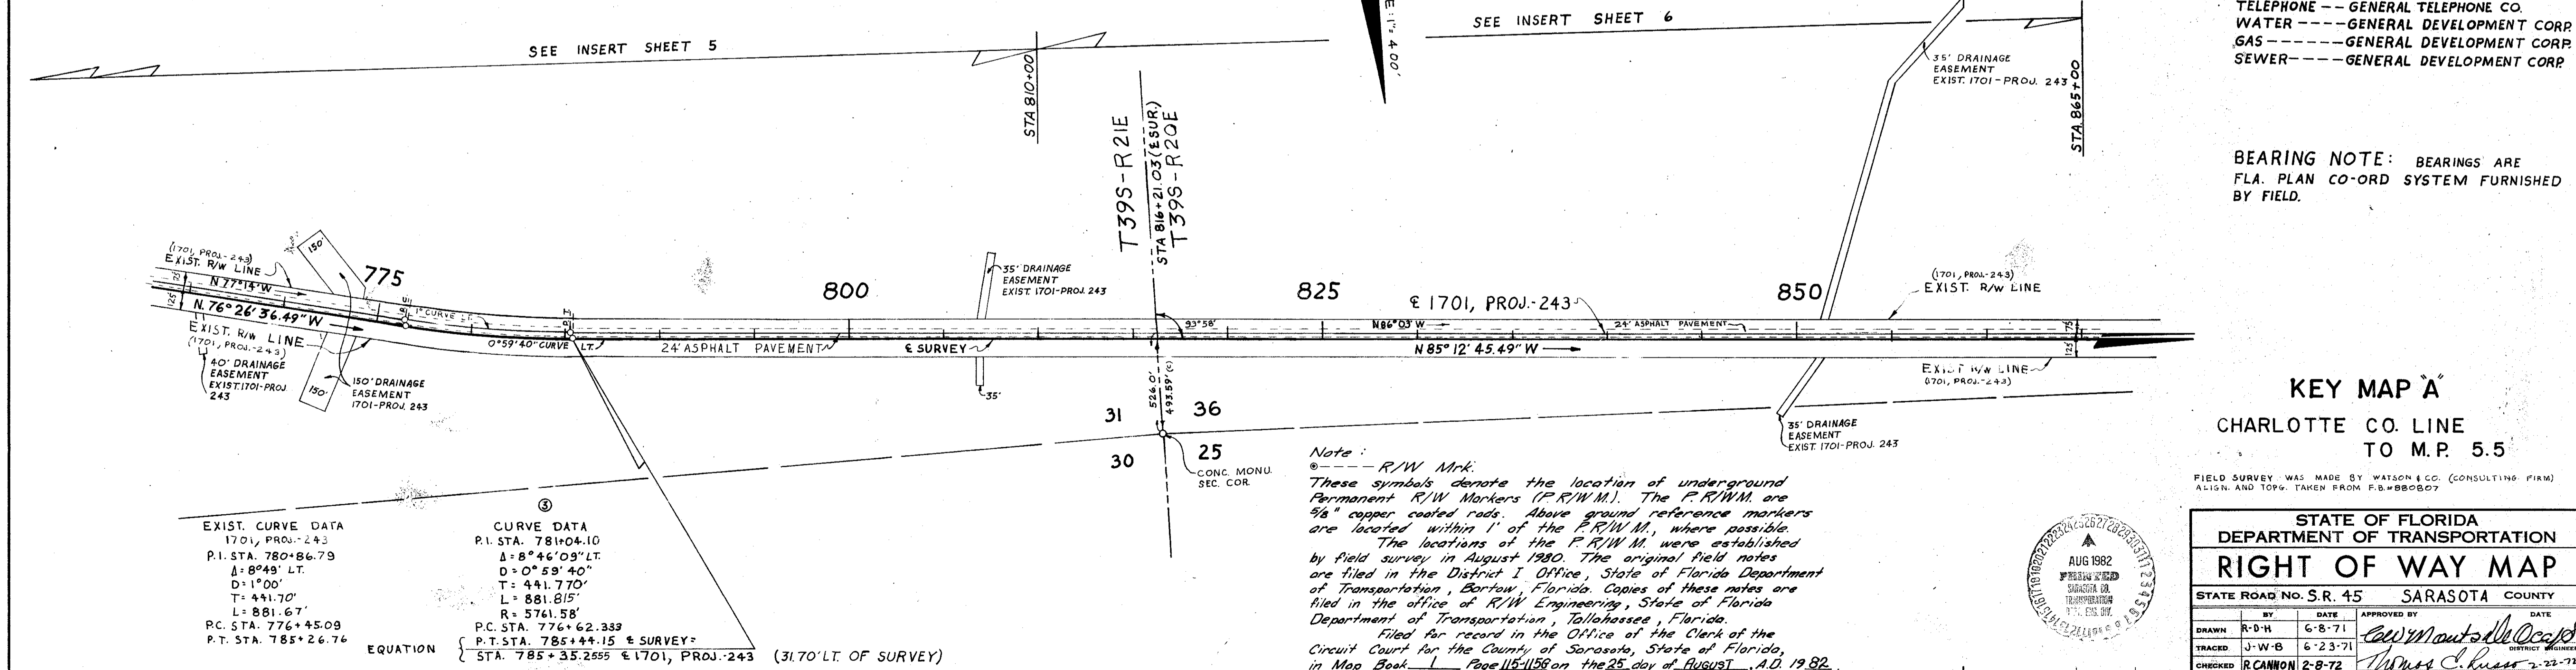 SEE INSERT SHEET 5
SEE INSERT SHEET 6
E: 1" = 400'
TELEPHONE -- GENERAL TELEPHONE CO.
WATER ---- GENERAL DEVELOPMENT CORP.
GAS ------ GENERAL DEVELOPMENT CORP.
SEWER ---- GENERAL DEVELOPMENT CORP.
35' DRAINAGE
EASEMENT
EXIST. 1701-PROJ. 243
STA 810+00
STA. 865+00
T39S-R21E
STA 816+21.03 (℄ SUR.)
T39S-R20E
BEARING NOTE: BEARINGS ARE
FLA. PLAN CO-ORD SYSTEM FURNISHED
BY FIELD.
(1701, PROJ.-243)
EXIST. R/W LINE
150'
775
800
825
850
75
125
N 77°14' W
N. 76° 26' 36.49" W
1° CURVE LT.
0°59'40" CURVE LT.
EXIST. R/W LINE
(1701, PROJ.-243)
40' DRAINAGE
EASEMENT
EXIST. 1701-PROJ.
243
150'
150' DRAINAGE
EASEMENT
1701-PROJ. 243
35' DRAINAGE
EASEMENT
EXIST. 1701-PROJ. 243
24' ASPHALT PAVEMENT
℄ SURVEY
35'
93°58'
℄ 1701, PROJ.-243
N86°03' W
24' ASPHALT PAVEMENT
N 85° 12' 45.49" W
(1701, PROJ.-243)
EXIST. R/W LINE
75
125
EXIST R/W LINE
(1701, PROJ.-243)
526.0'
493.59' (C)
31
36
30
25
CONC. MONU.
SEC. COR.
35' DRAINAGE
EASEMENT
EXIST. 1701-PROJ. 243
KEY MAP "A"
CHARLOTTE CO. LINE
TO M.P. 5.5
FIELD SURVEY WAS MADE BY WATSON & CO. (CONSULTING FIRM)
ALIGN. AND TOPG. TAKEN FROM F.B.#880807
EXIST. CURVE DATA
1701, PROJ.-243
P.I. STA. 780+86.79
Δ= 8°49' LT.
D= 1°00'
T= 441.70'
L= 881.67'
P.C. STA. 776+45.09
P.T. STA. 785+26.76
③
CURVE DATA
P.I. STA. 781+04.10
Δ= 8°46'09" LT.
D= 0° 59' 40"
T= 441.770'
L= 881.815'
R= 5761.58'
P.C. STA. 776+62.333
EQUATION
P.T. STA. 785+44.15 ℄ SURVEY=
STA. 785+35.2555 ℄ 1701, PROJ.-243 (31.70' LT. OF SURVEY)
Note :
⊙---- R/W Mrk.
These symbols denote the location of underground
Permanent R/W Markers (P.R/W M.). The P.R/WM. are
5/8" copper coated rods. Above ground reference markers
are located within 1' of the P.R/W M., where possible.
The locations of the P. R/W M. were established
by field survey in August 1980. The original field notes
are filed in the District I Office, State of Florida Department
of Transportation, Bartow, Florida. Copies of these notes are
filed in the office of R/W Engineering, State of Florida
Department of Transportation, Tallahassee, Florida.
Filed for record in the Office of the Clerk of the
Circuit Court for the County of Sarasota, State of Florida,
in Map Book 1 Page 115-115G on the 25 day of AUGUST, A.D. 1982
AUG 1982
PRINTED
SARASOTA CO.
TRANSPORTATION
STATE OF FLORIDA
DEPARTMENT OF TRANSPORTATION
RIGHT OF WAY MAP
STATE ROAD No. S.R. 45 SARASOTA COUNTY
BY DATE APPROVED BY DATE
DRAWN R-D-H 6-8-71
DISTRICT ENGINEER
TRACED J-W-B 6-23-71
CHECKED R.CANNON 2-8-72 Thomas C. Russo